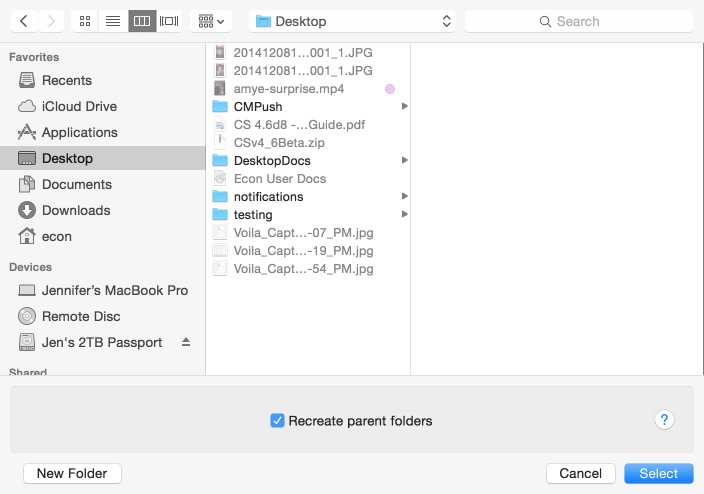 Desktop
Search
Favorites
Recents
iCloud Drive
Applications
Desktop
Documents
Downloads
econ
Devices
Jennifer's MacBook Pro
Remote Disc
Jen's 2TB Passport
Shared
201412081...001_1.JPG
201412081...001_1.JPG
amye-surprise.mp4
CMPush
CS 4.6d8 -...Guide.pdf
CSv4_6Beta.zip
DesktopDocs
Econ User Docs
notifications
testing
Voila_Capt...-07_PM.jpg
Voila_Capt...-19_PM.jpg
Voila_Capt...-54_PM.jpg
Recreate parent folders
?
New Folder
Cancel
Select